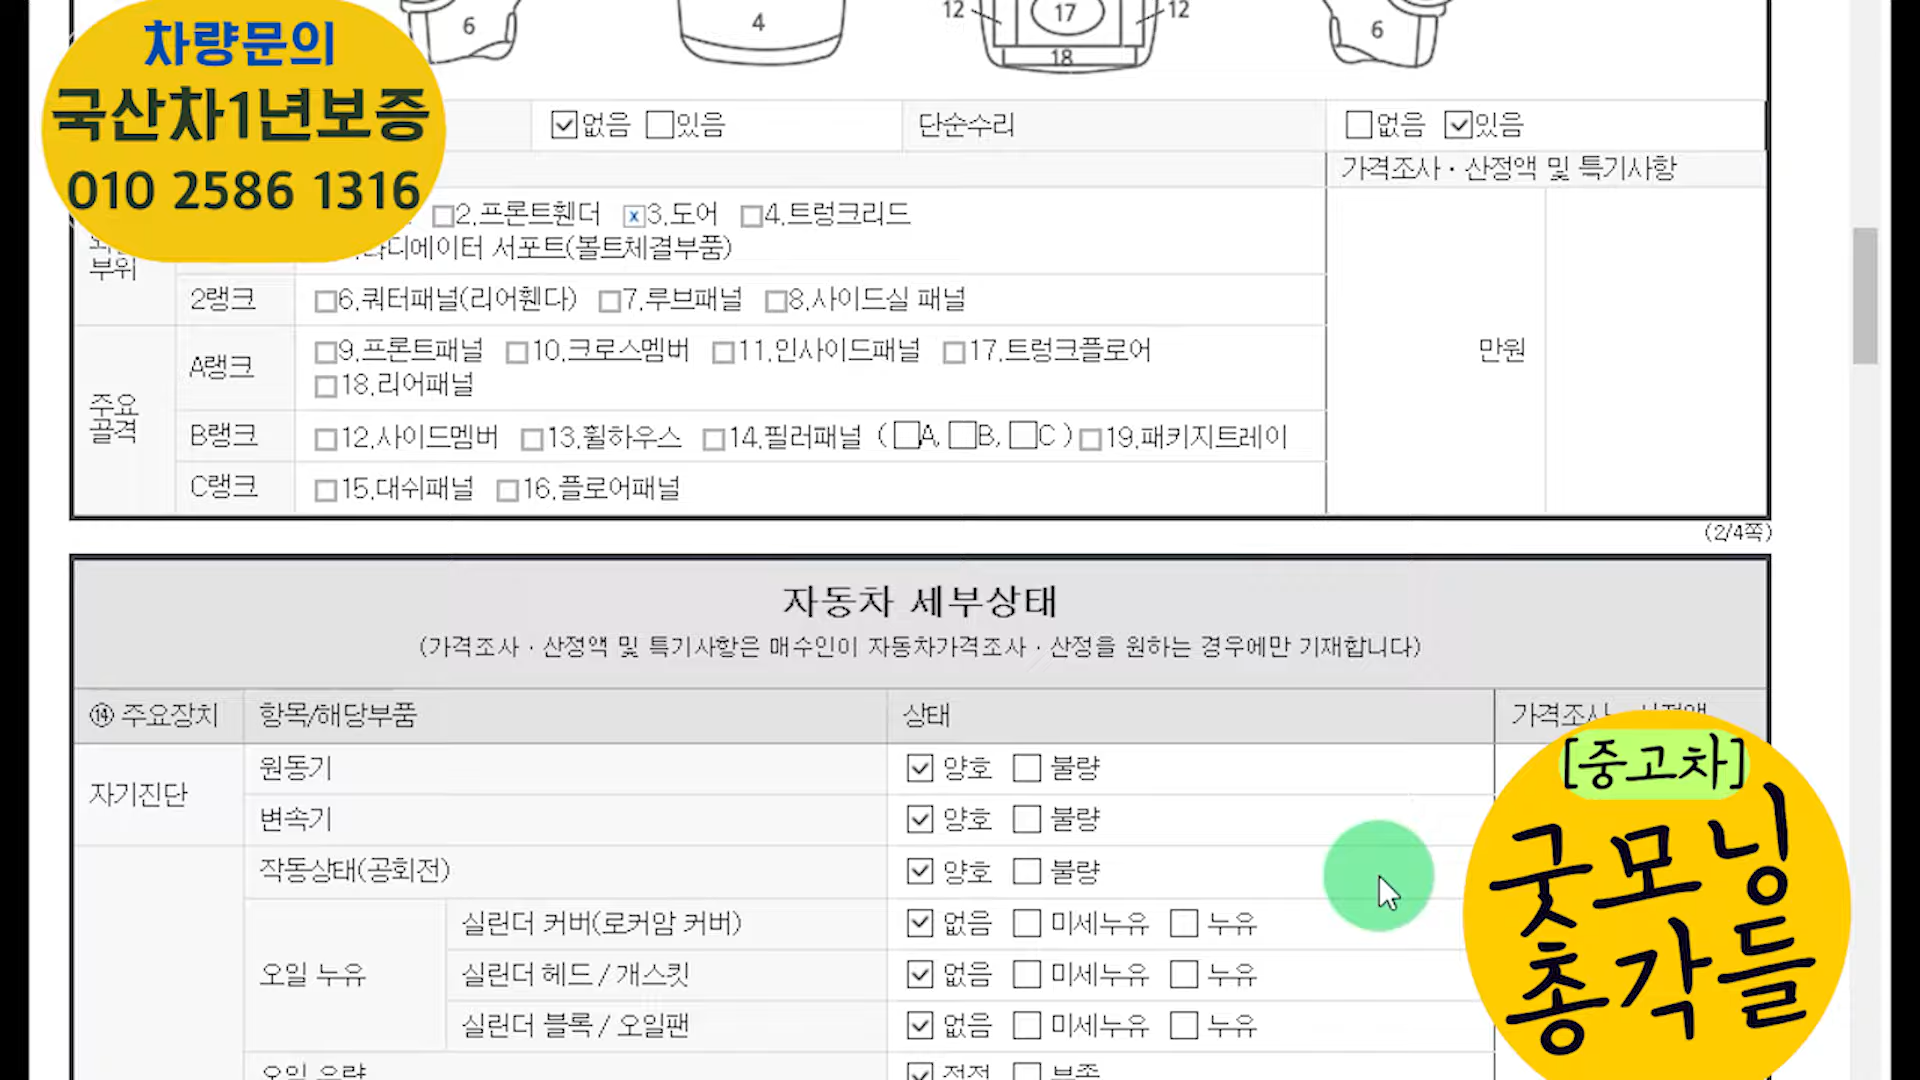 차량문의
국산차1년보증
010 2586 1316
6
4
12
17
12
18
6
없음 있음
단순수리
없음 있음
가격조사 · 산정액 및 특기사항
부위
2.프론트휀더 3.도어 4.트렁크리드
라디에이터 서포트(볼트체결부품)
2랭크
6.쿼터패널(리어휀다) 7.루브패널 8.사이드실 패널
주요
골격
A랭크
9.프론트패널 10.크로스멤버 11.인사이드패널 17.트렁크플로어
18.리어패널
만원
B랭크
12.사이드멤버 13.휠하우스 14.필러패널 (A, B, C) 19.패키지트레이
C랭크
15.대쉬패널 16.플로어패널
(2/4쪽)
자동차 세부상태
(가격조사 · 산정액 및 특기사항은 매수인이 자동차가격조사 · 산정을 원하는 경우에만 기재합니다)
⑭ 주요장치
항목/해당부품
상태
가격조사 · 산정액
자기진단
원동기
양호 불량
변속기
양호 불량
작동상태(공회전)
양호 불량
오일 누유
실린더 커버(로커암 커버)
없음 미세누유 누유
실린더 헤드 / 개스킷
없음 미세누유 누유
실린더 블록 / 오일팬
없음 미세누유 누유
오일 유량
적정 부족
[중고차]
굿모닝
총각들